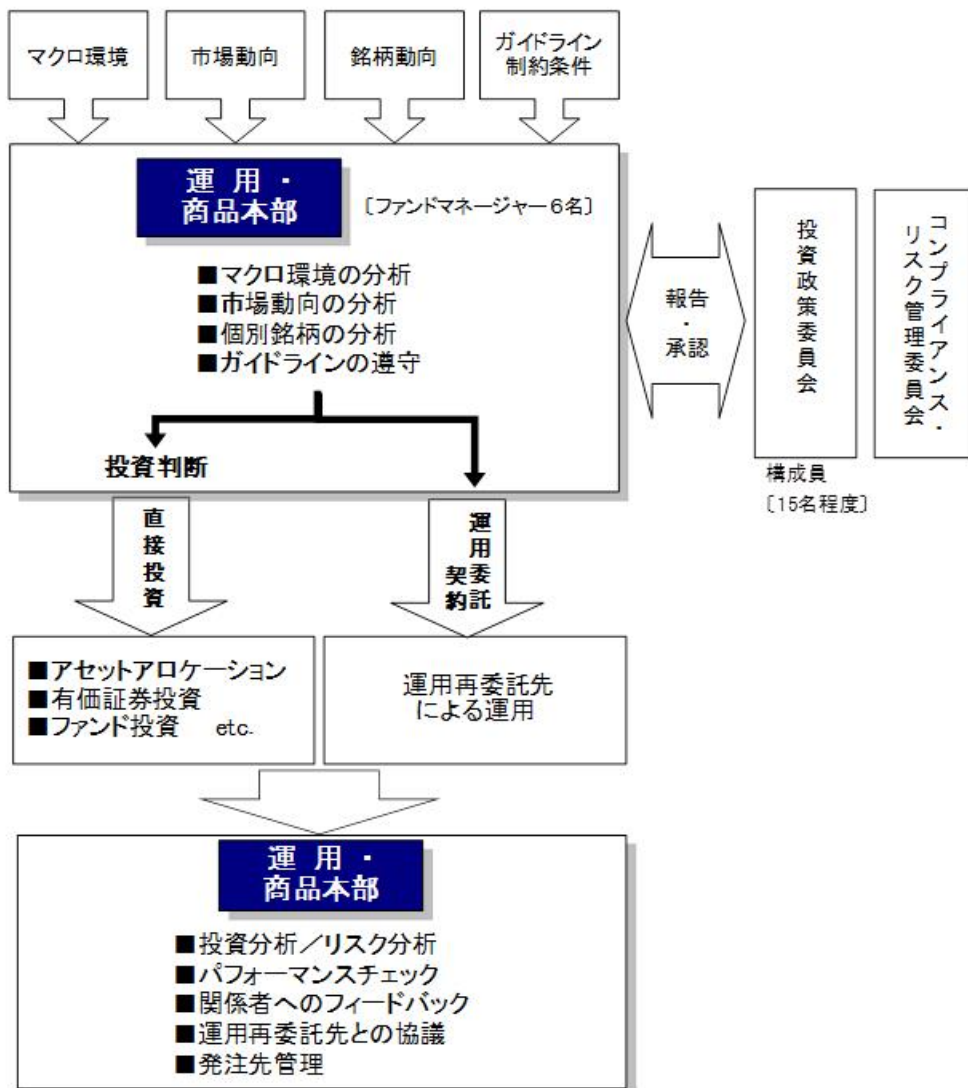 マクロ環境
市場動向
銘柄動向
ガイドライン
制約条件
運 用 ・
商品本部
〔ファンドマネージャー6名〕
■マクロ環境の分析
■市場動向の分析
■個別銘柄の分析
■ガイドラインの遵守
投資判断
報告
・
承認
投資政策委員会
コンプライアンス・
リスク管理委員会
構成員
〔15名程度〕
直接投資
運用委託
契約
■アセットアロケーション
■有価証券投資
■ファンド投資 etc.
運用再委託先
による運用
運 用 ・
商品本部
■投資分析／リスク分析
■パフォーマンスチェック
■関係者へのフィードバック
■運用再委託先との協議
■発注先管理